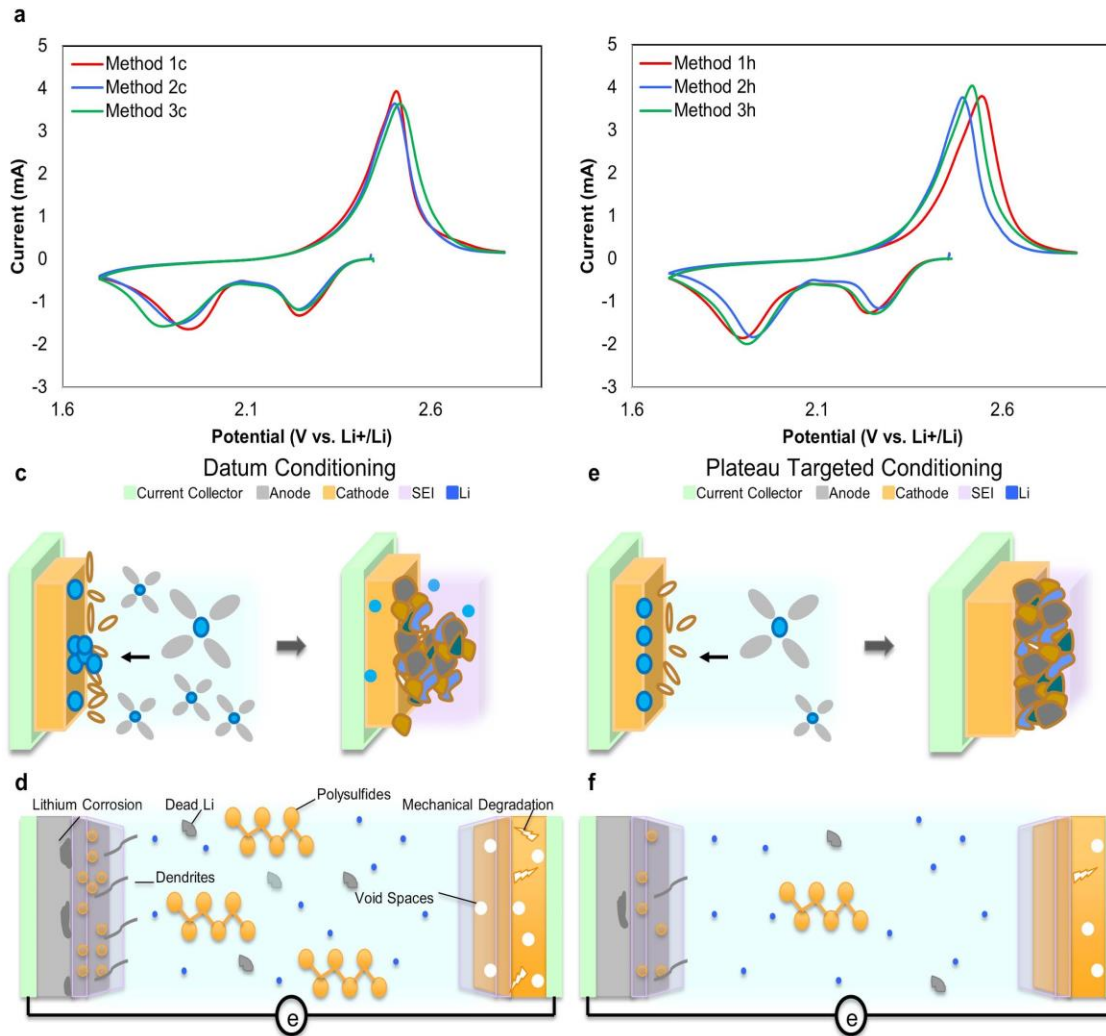 a
5
4
3
2
1
0
-1
-2
-3
Current (mA)
Method 1c
Method 2c
Method 3c
1.6
2.1
2.6
Potential (V vs. Li+/Li)
5
4
3
2
1
0
-1
-2
-3
Current (mA)
Method 1h
Method 2h
Method 3h
1.6
2.1
2.6
Potential (V vs. Li+/Li)
c
Datum Conditioning
Current Collector Anode Cathode SEI Li
e
Plateau Targeted Conditioning
Current Collector Anode Cathode SEI Li
d
Lithium Corrosion
Dead Li
Polysulfides
Mechanical Degradation
Dendrites
Void Spaces
e
f
e